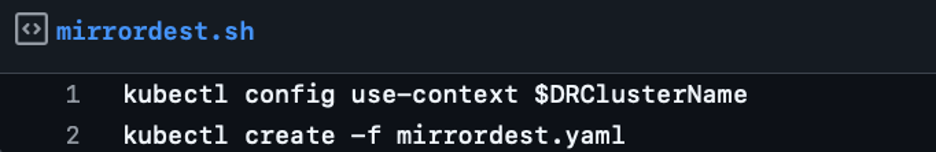 mirrordest.sh
1 kubectl config use-context $DRClusterName
2 kubectl create -f mirrordest.yaml